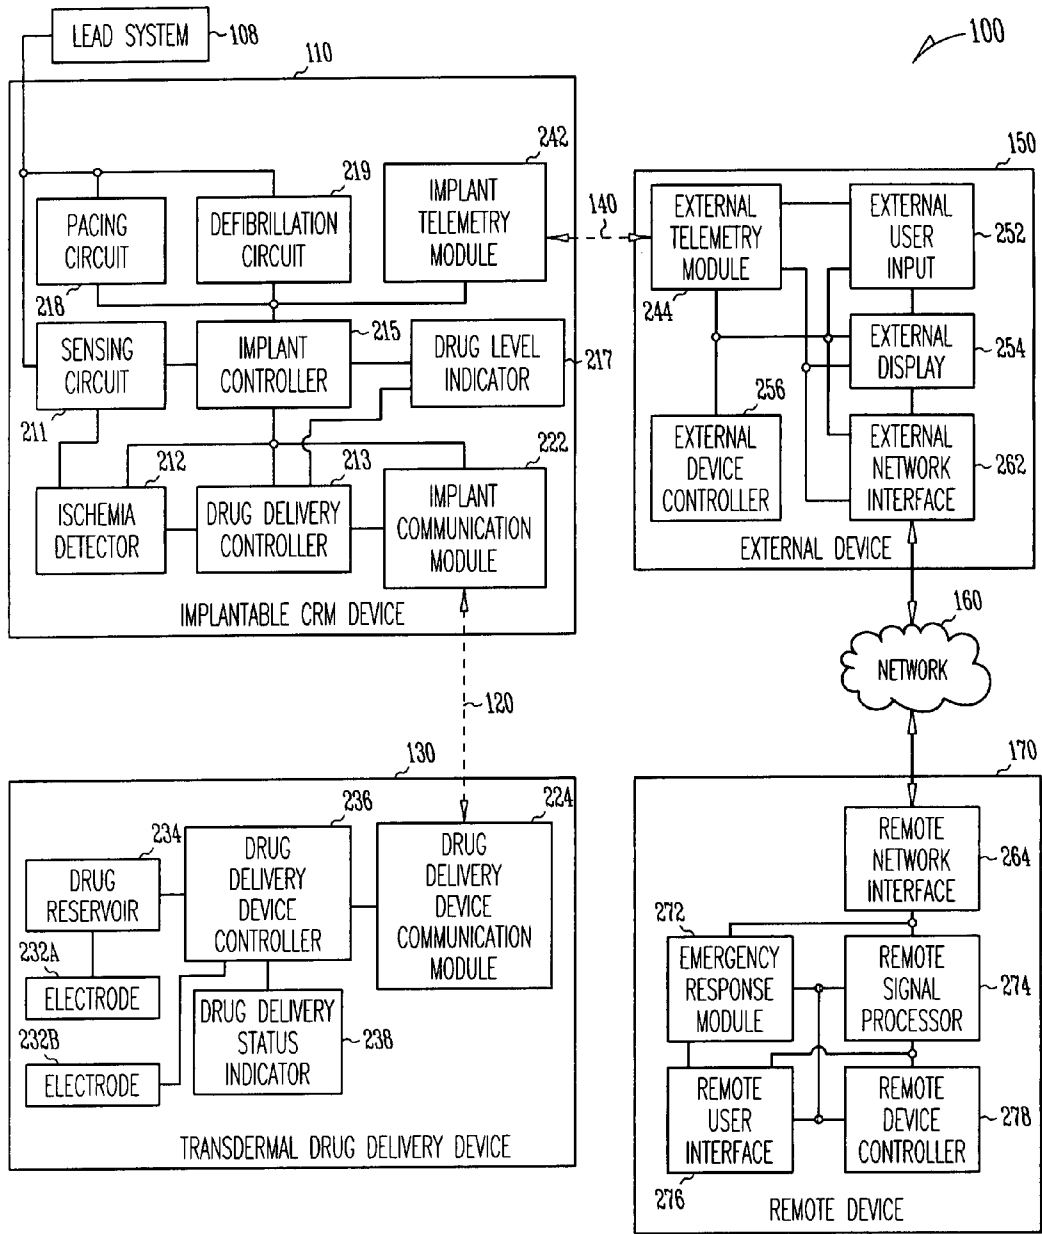 LEAD SYSTEM
108
100
110
242
219
IMPLANT
TELEMETRY
MODULE
PACING
CIRCUIT
218
DEFIBRILLATION
CIRCUIT
140
150
EXTERNAL
TELEMETRY
MODULE
244
EXTERNAL
USER
INPUT
252
SENSING
CIRCUIT
211
215
IMPLANT
CONTROLLER
DRUG LEVEL
INDICATOR
217
EXTERNAL
DISPLAY
254
256
EXTERNAL
DEVICE
CONTROLLER
EXTERNAL
NETWORK
INTERFACE
262
212
ISCHEMIA
DETECTOR
213
DRUG DELIVERY
CONTROLLER
222
IMPLANT
COMMUNICATION
MODULE
EXTERNAL DEVICE
IMPLANTABLE CRM DEVICE
160
NETWORK
120
130
234
DRUG
RESERVOIR
236
DRUG
DELIVERY
DEVICE
CONTROLLER
224
DRUG
DELIVERY
DEVICE
COMMUNICATION
MODULE
232A
ELECTRODE
232B
ELECTRODE
DRUG DELIVERY
STATUS
INDICATOR
238
TRANSDERMAL DRUG DELIVERY DEVICE
170
REMOTE
NETWORK
INTERFACE
264
272
EMERGENCY
RESPONSE
MODULE
REMOTE
SIGNAL
PROCESSOR
274
REMOTE
USER
INTERFACE
276
REMOTE
DEVICE
CONTROLLER
278
REMOTE DEVICE